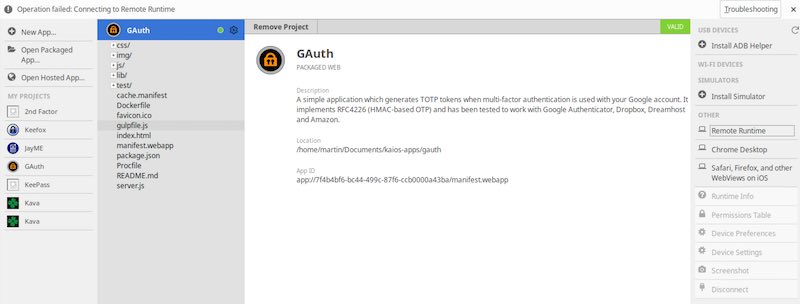 Operation failed: Connecting to Remote Runtime
Troubleshooting
New App...
Open Packaged
App...
Open Hosted App...
MY PROJECTS
2nd Factor
Keefox
JayME
GAuth
KeePass
Kava
Kava
GAuth
css/
img/
js/
lib/
test/
cache.manifest
Dockerfile
favicon.ico
gulpfile.js
index.html
manifest.webapp
package.json
Procfile
README.md
server.js
Remove Project
VALID
GAuth
PACKAGED WEB
Description
A simple application which generates TOTP tokens when multi-factor authentication is used with your Google account. It
implements RFC4226 (HMAC-based OTP) and has been tested to work with Google Authenticator, Dropbox, Dreamhost
and Amazon.
Location
/home/martin/Documents/kaios-apps/gauth
App ID
app://7f4b4bf6-bc44-499c-87f6-ccb0000a43ba/manifest.webapp
USB DEVICES
Install ADB Helper
WI-FI DEVICES
SIMULATORS
Install Simulator
OTHER
Remote Runtime
Chrome Desktop
Safari, Firefox, and other
WebViews on iOS
Runtime Info
Permissions Table
Device Preferences
Device Settings
Screenshot
Disconnect